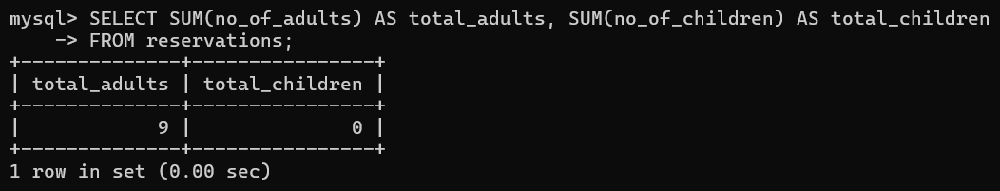 mysql> SELECT SUM(no_of_adults) AS total_adults, SUM(no_of_children) AS total_children
    -> FROM reservations;
+--------------+----------------+
| total_adults | total_children |
+--------------+----------------+
|            9 |              0 |
+--------------+----------------+
1 row in set (0.00 sec)